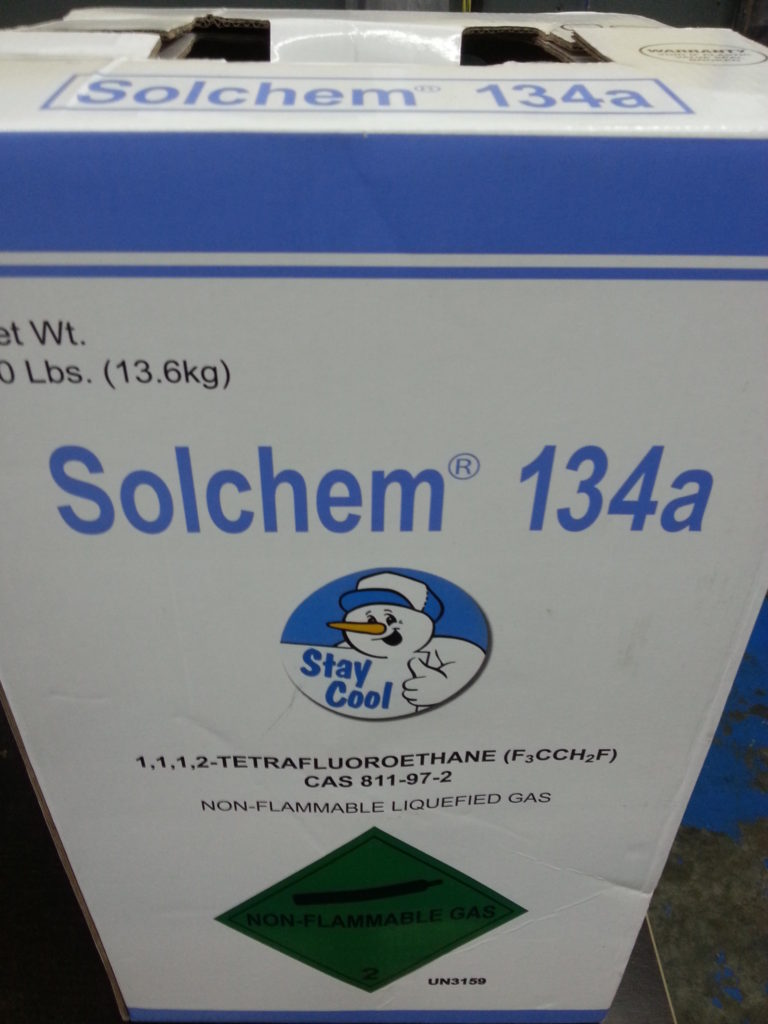 WARRANTY
Solchem® 134a
et Wt.
0 Lbs. (13.6kg)
Solchem® 134a
Stay
Cool
1,1,1,2-TETRAFLUOROETHANE (F₃CCH₂F)
CAS 811-97-2
NON-FLAMMABLE LIQUEFIED GAS
NON-FLAMMABLE GAS
2
UN3159